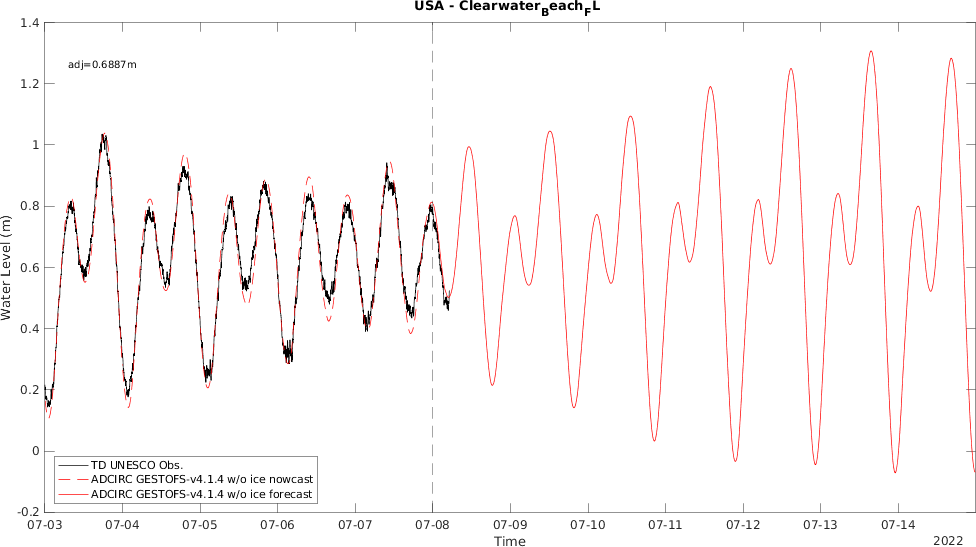 USA - Clearwater_Beach_FL
adj=0.6887m
Water Level (m)
1.4
1.2
1
0.8
0.6
0.4
0.2
0
-0.2
TD UNESCO Obs.
ADCIRC GESTOFS-v4.1.4 w/o ice nowcast
ADCIRC GESTOFS-v4.1.4 w/o ice forecast
07-03 07-04 07-05 07-06 07-07 07-08 07-09 07-10 07-11 07-12 07-13 07-14
Time
2022